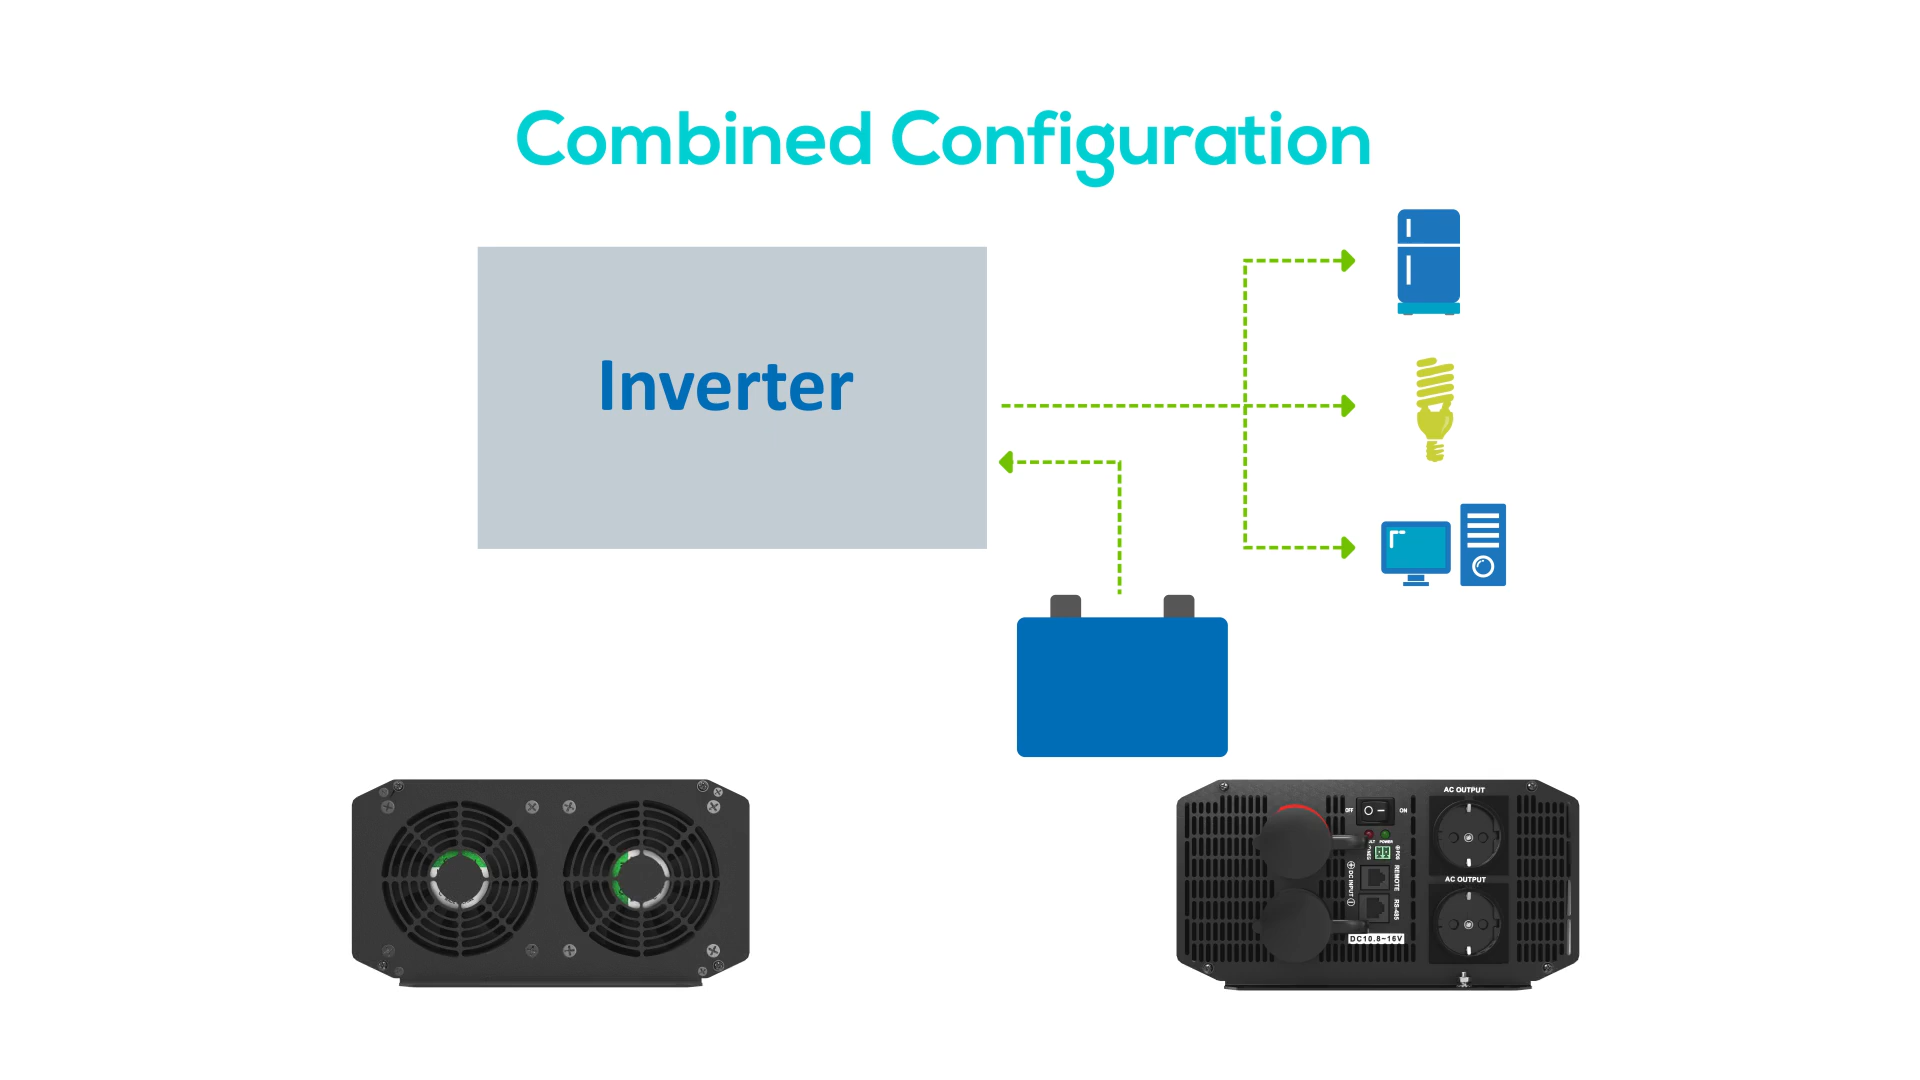 Combined Configuration
Inverter
AC OUTPUT
OFF
ON
POWER
REMOTE
DC INPUT
RS-485
AC OUTPUT
DC10.8~16V